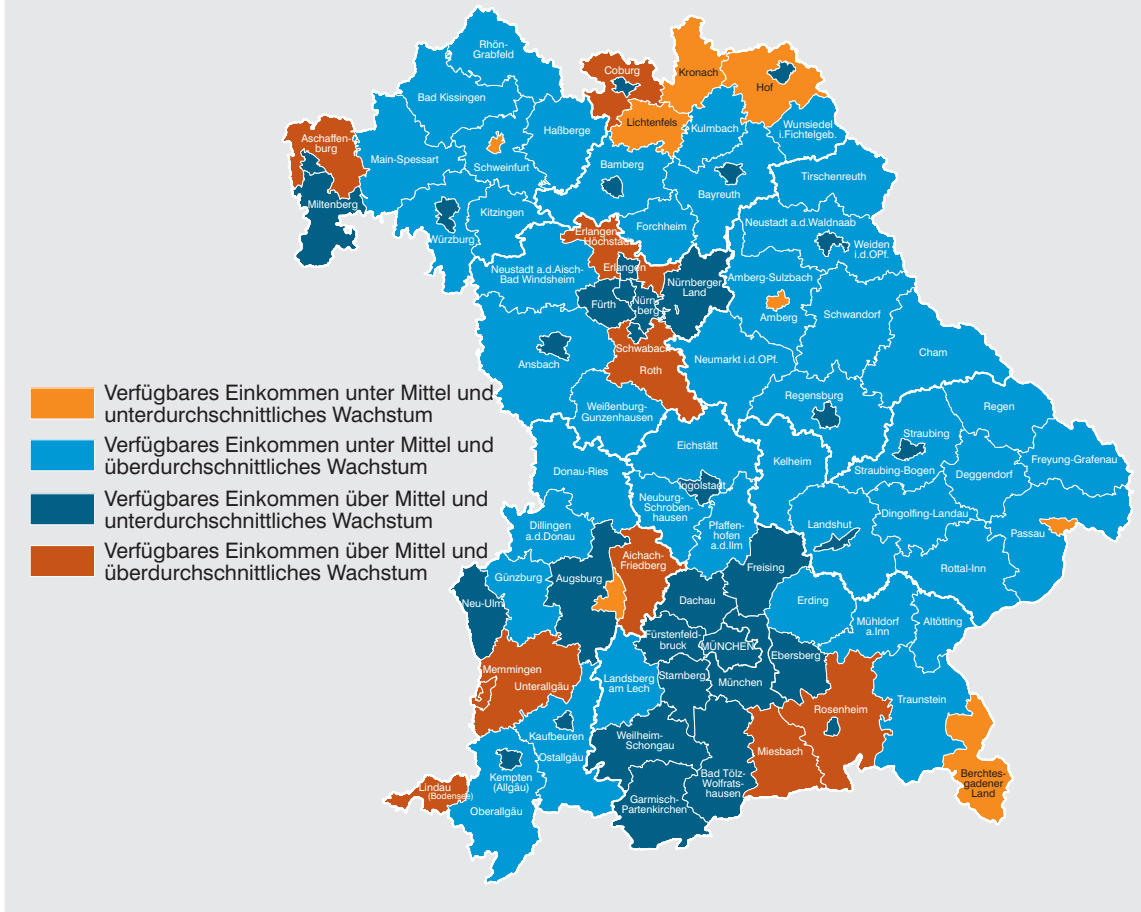 Rhön-
Grabfeld
Coburg
Kronach
Hof
Bad Kissingen
Lichtenfels
Kulmbach
Wunsiedel
i.Fichtelgeb.
Haßberge
Aschaffen-
burg
Main-Spessart
Schweinfurt
Bamberg
Bayreuth
Tirschenreuth
Miltenberg
Kitzingen
Würzburg
Forchheim
Neustadt a.d.Waldnaab
Weiden
i.d.OPf.
Erlangen-
Höchstadt
Erlangen
Neustadt a.d.Aisch-
Bad Windsheim
Nürnberger
Land
Amberg-Sulzbach
Fürth
Nürn-
berg
Amberg
Schwandorf
Schwabach
Roth
Ansbach
Neumarkt i.d.OPf.
Cham
Verfügbares Einkommen unter Mittel und
unterdurchschnittliches Wachstum
Verfügbares Einkommen unter Mittel und
überdurchschnittliches Wachstum
Verfügbares Einkommen über Mittel und
unterdurchschnittliches Wachstum
Verfügbares Einkommen über Mittel und
überdurchschnittliches Wachstum
Weißenburg-
Gunzenhausen
Regensburg
Regen
Eichstätt
Straubing
Kelheim
Freyung-Grafenau
Donau-Ries
Straubing-Bogen
Deggendorf
Ingolstadt
Neuburg-
Schroben-
hausen
Dingolfing-Landau
Dillingen
a.d.Donau
Pfaffen-
hofen
a.d.Ilm
Landshut
Passau
Aichach-
Friedberg
Rottal-Inn
Günzburg
Augsburg
Freising
Neu-Ulm
Dachau
Erding
Mühldorf
a.Inn
Altötting
Fürstenfeld-
bruck
MÜNCHEN
Ebersberg
Memmingen
Unterallgäu
Landsberg
am Lech
Starnberg
München
Traunstein
Rosenheim
Kaufbeuren
Ostallgäu
Weilheim-
Schongau
Miesbach
Bad Tölz-
Wolfrats-
hausen
Berchtes-
gadener
Land
Kempten
(Allgäu)
Lindau
(Bodensee)
Oberallgäu
Garmisch-
Partenkirchen